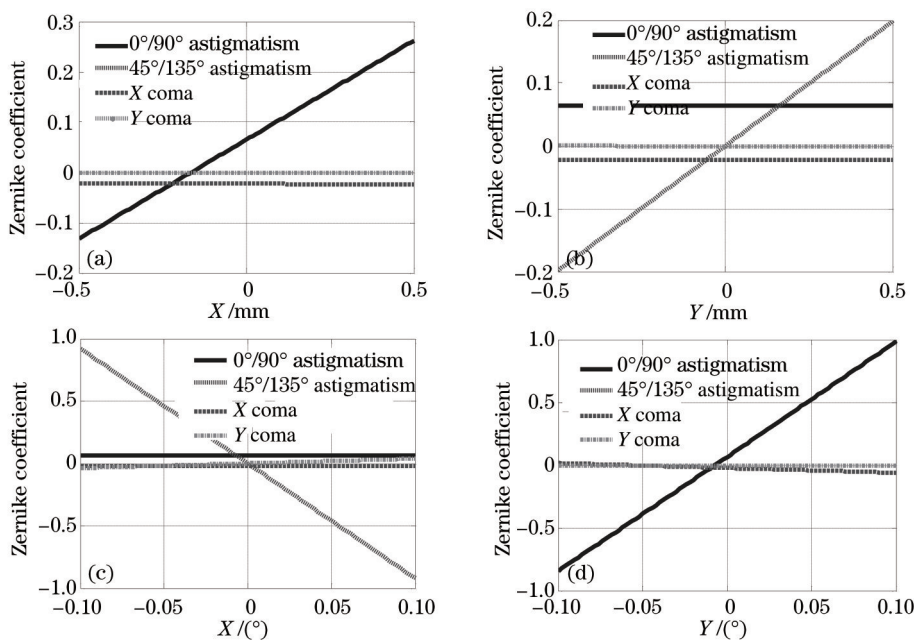 0.3
0°/90° astigmatism
45°/135° astigmatism
X coma
Y coma
0.2
0.1
0
−0.1
−0.2
Zernike coefficient
(a)
−0.5
0
0.5
X /mm
0.2
0°/90° astigmatism
45°/135° astigmatism
X coma
Y coma
0.1
0
−0.1
−0.2
Zernike coefficient
(b)
−0.5
0
0.5
Y /mm
1.0
0°/90° astigmatism
45°/135° astigmatism
X coma
Y coma
0.5
0
−0.5
−1.0
Zernike coefficient
(c)
−0.10
−0.05
0
0.05
0.10
X /(°)
1.0
0°/90° astigmatism
45°/135° astigmatism
X coma
Y coma
0.5
0
−0.5
−1.0
Zernike coefficient
(d)
−0.10
−0.05
0
0.05
0.10
Y /(°)